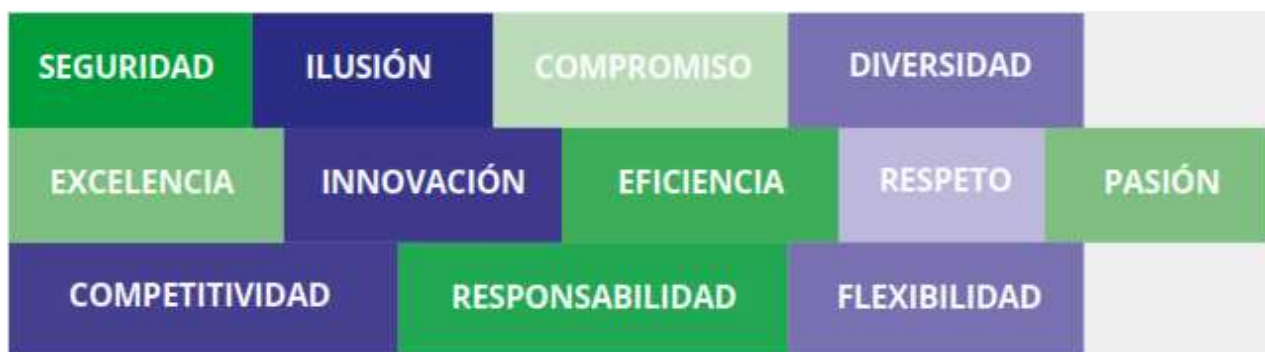 SEGURIDAD ILUSIÓN COMPROMISO DIVERSIDAD
EXCELENCIA INNOVACIÓN EFICIENCIA RESPETO PASIÓN
COMPETITIVIDAD RESPONSABILIDAD FLEXIBILIDAD